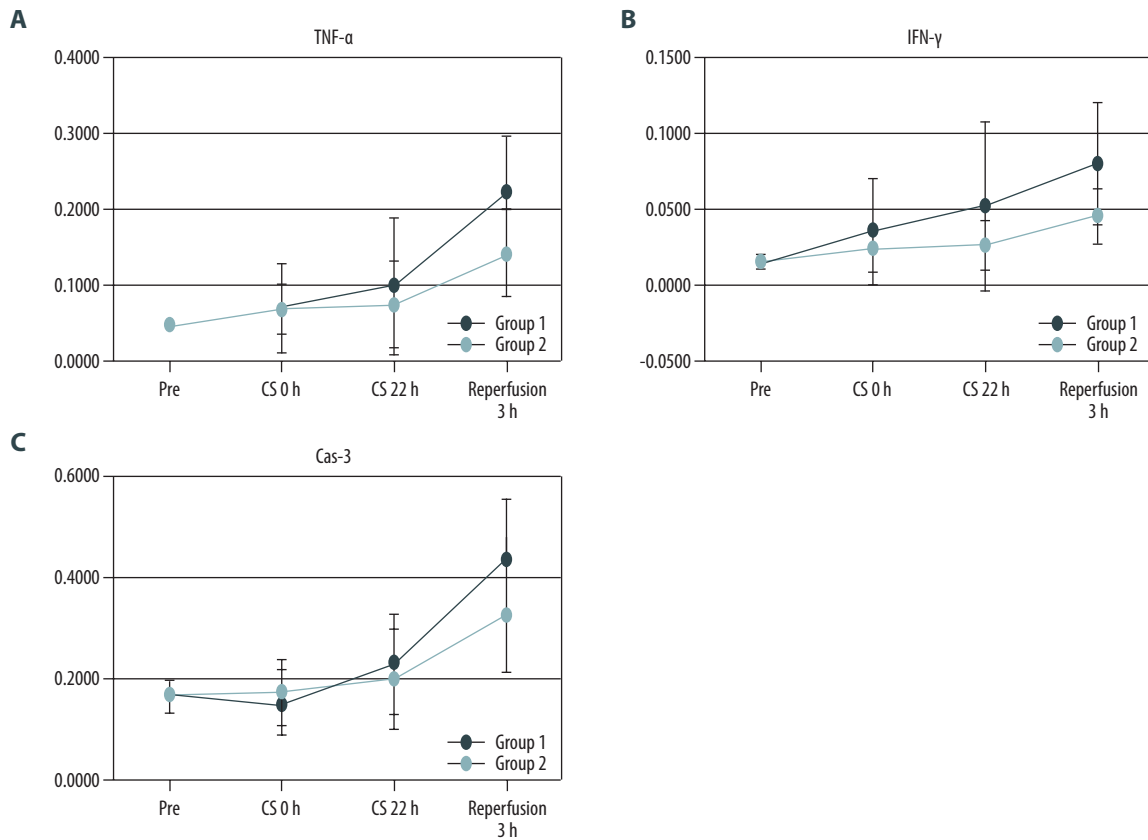 A
TNF-α
0.4000
0.3000
0.2000
0.1000
0.0000
Group 1
Group 2
Pre
CS 0 h
CS 22 h
Reperfusion
3 h
B
IFN-γ
0.1500
0.1000
0.0500
0.0000
-0.0500
Group 1
Group 2
Pre
CS 0 h
CS 22 h
Reperfusion
3 h
C
Cas-3
0.6000
0.4000
0.2000
0.0000
Group 1
Group 2
Pre
CS 0 h
CS 22 h
Reperfusion
3 h